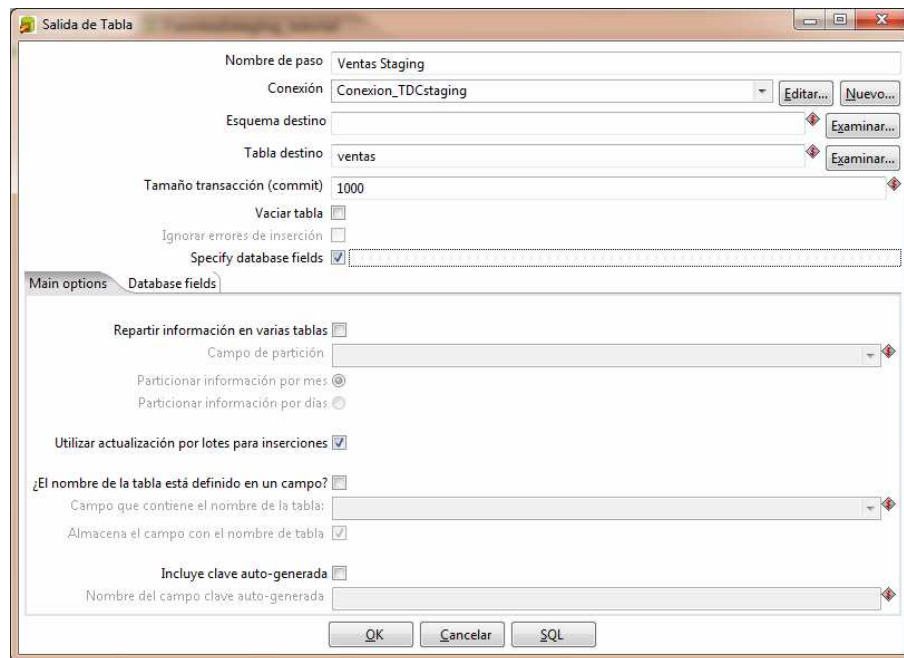 Salida de Tabla
Nombre de paso Ventas Staging
Conexión Conexion_TDCstaging Editar... Nuevo...
Esquema destino Examinar...
Tabla destino ventas Examinar...
Tamaño transacción (commit) 1000
Vaciar tabla
Ignorar errores de inserción
Specify database fields
Main options Database fields
Repartir información en varias tablas
Campo de partición
Particionar información por mes
Particionar información por días
Utilizar actualización por lotes para inserciones
¿El nombre de la tabla está definido en un campo?
Campo que contiene el nombre de la tabla:
Almacena el campo con el nombre de tabla
Incluye clave auto-generada
Nombre del campo clave auto-generada
OK Cancelar SQL